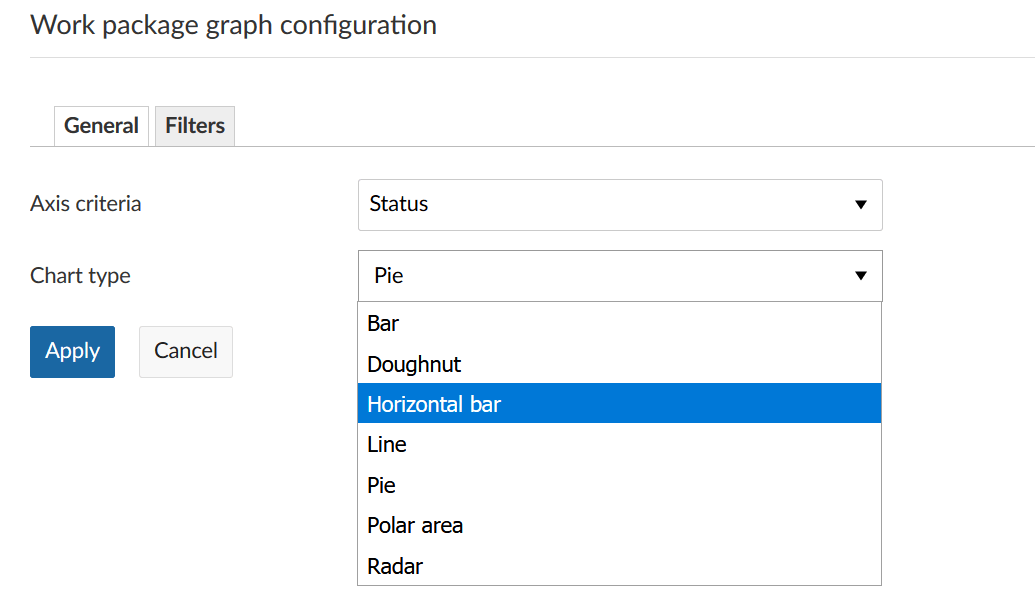 Work package graph configuration
General Filters
Axis criteria Status
Chart type Pie
Apply Cancel
Bar
Doughnut
Horizontal bar
Line
Pie
Polar area
Radar